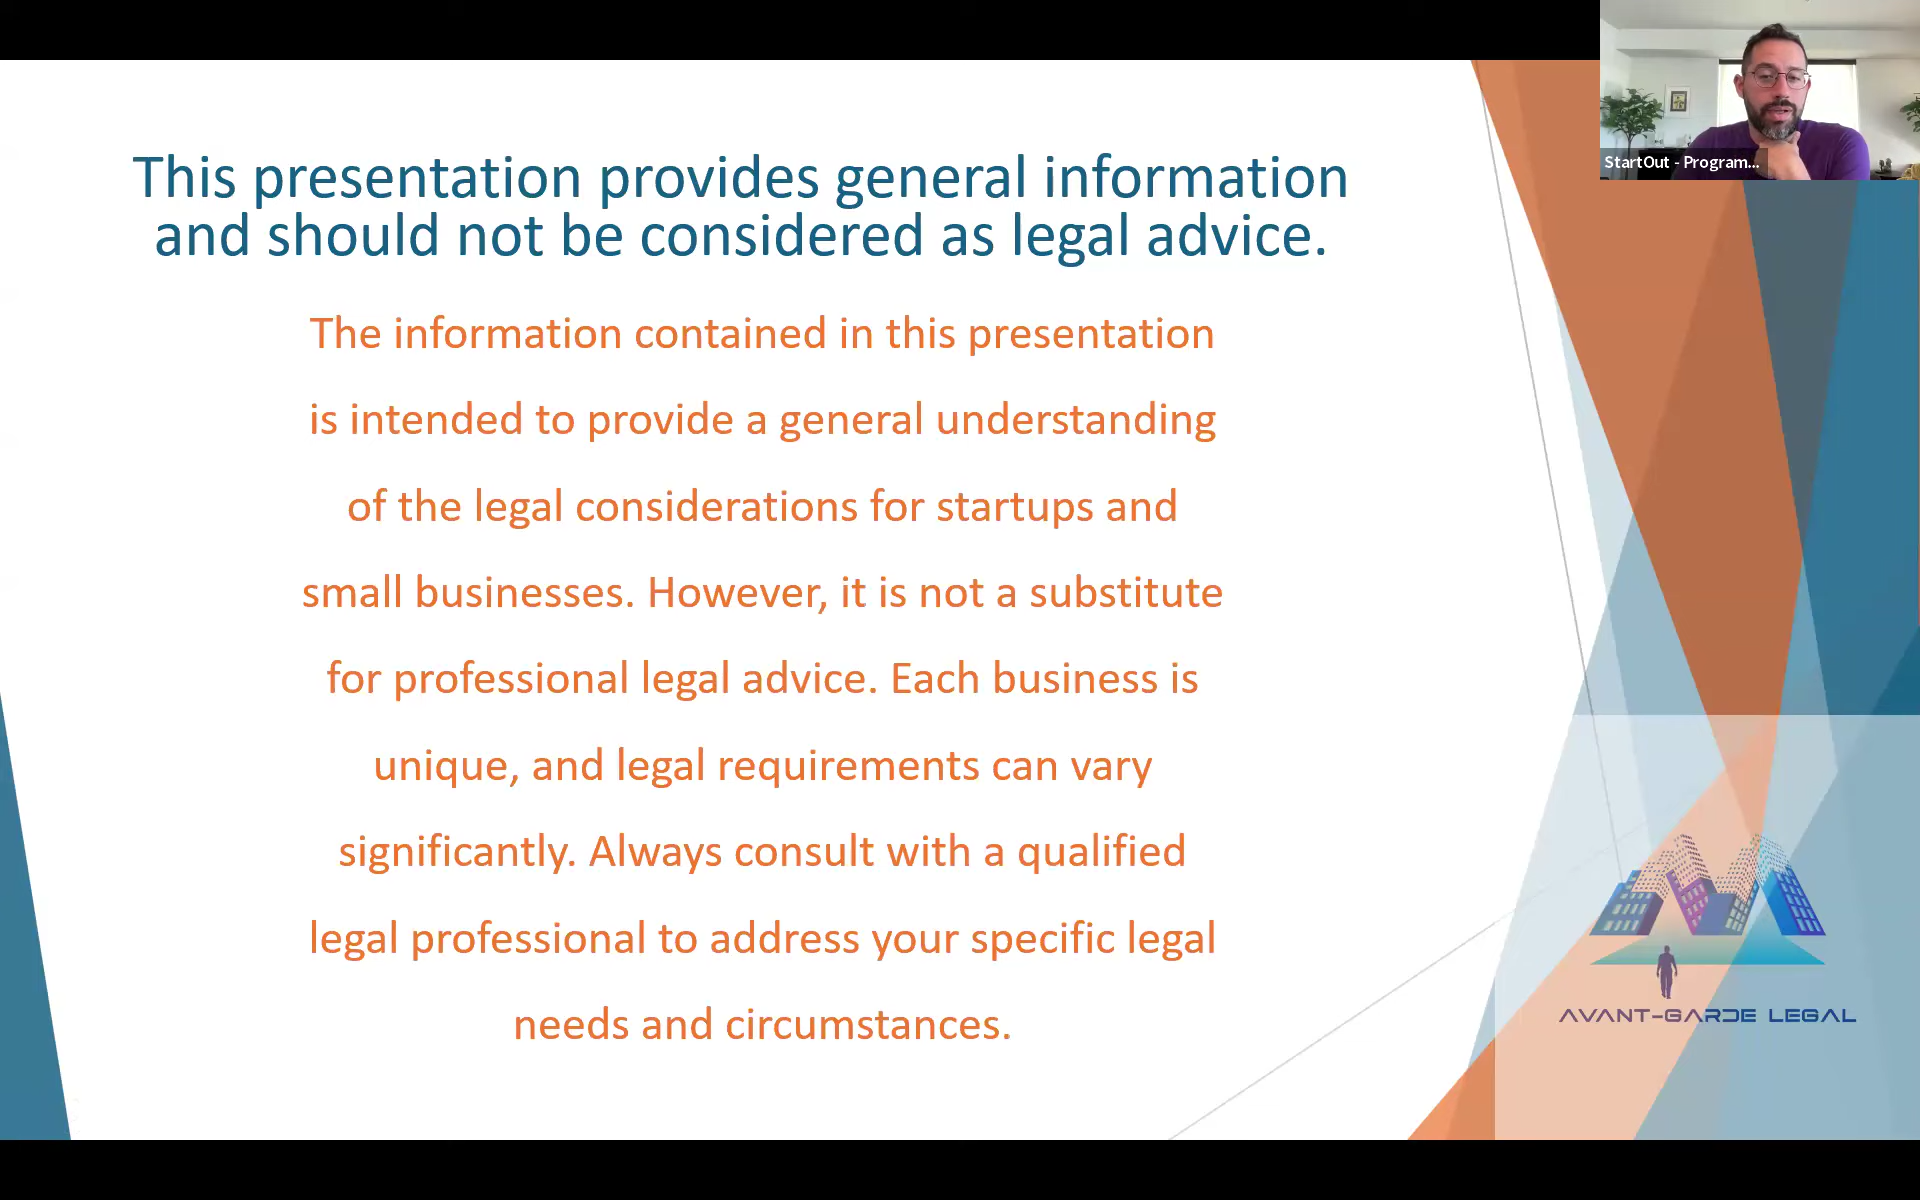 StartOut - Program...
This presentation provides general information
and should not be considered as legal advice.
The information contained in this presentation
is intended to provide a general understanding
of the legal considerations for startups and
small businesses. However, it is not a substitute
for professional legal advice. Each business is
unique, and legal requirements can vary
significantly. Always consult with a qualified
legal professional to address your specific legal
needs and circumstances.
AVANT-GARDE LEGAL